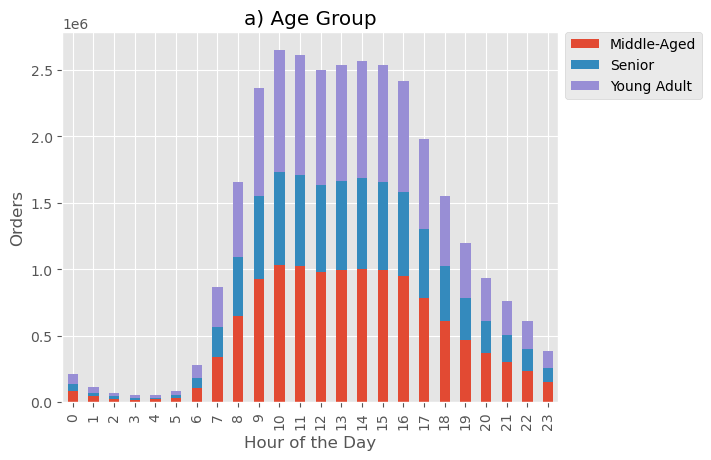 a) Age Group
1e6
Middle-Aged
Senior
Young Adult
2.5
2.0
1.5
1.0
0.5
0.0
Orders
0 1 2 3 4 5 6 7 8 9 10 11 12 13 14 15 16 17 18 19 20 21 22 23
Hour of the Day